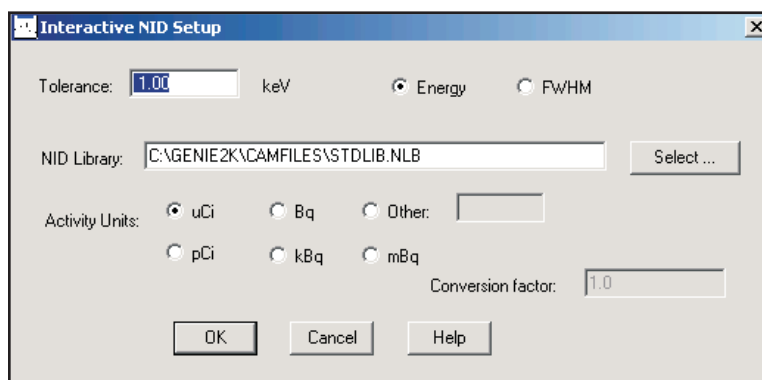 Interactive NID Setup
Tolerance: 1.00 keV Energy FWHM
NID Library: C:\GENIE2K\CAMFILES\STDLIB.NLB Select ...
Activity Units: uCi Bq Other:
pCi kBq mBq
Conversion factor: 1.0
OK Cancel Help